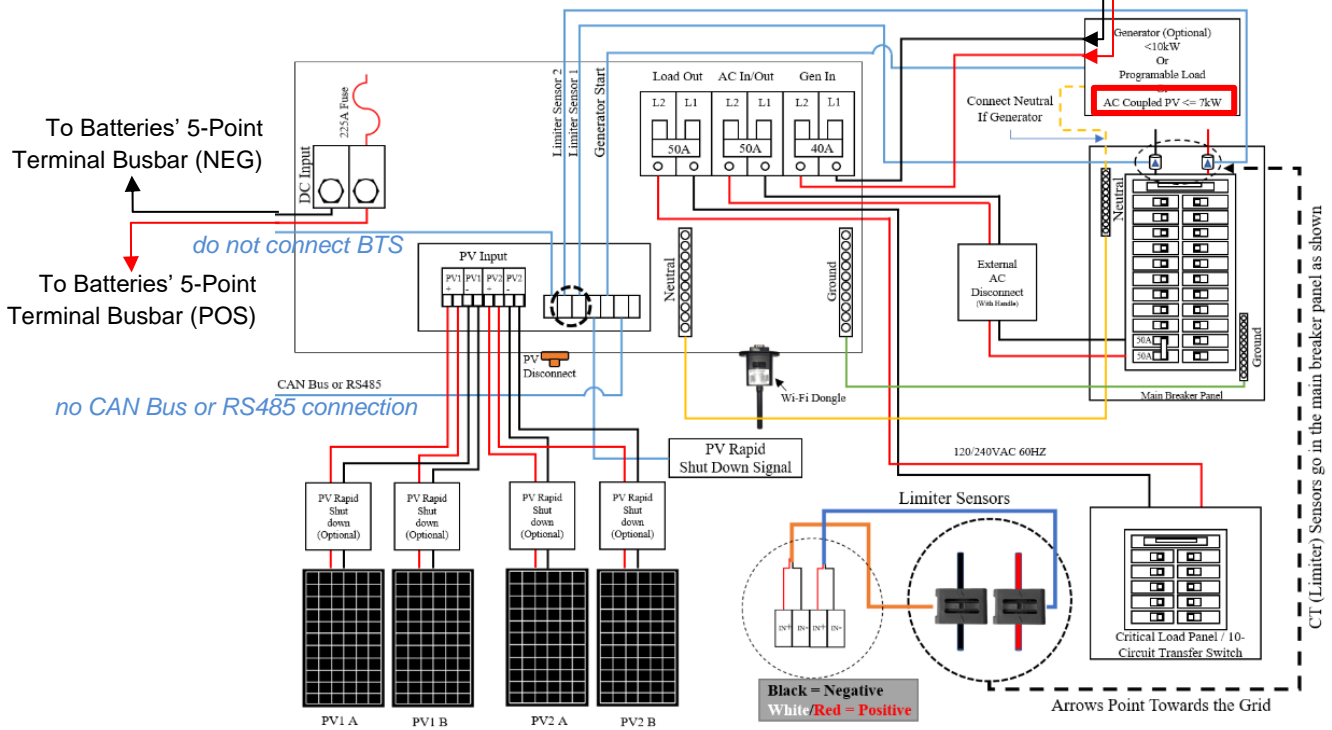 Generator (Optional)
<10kW
Or
Programable Load
AC Coupled PV <= 7kW
Connect Neutral
If Generator
Limiter Sensor 2
Limiter Sensor 1
Generator Start
Load Out
AC In/Out
Gen In
L2
L1
L2
L1
L2
L1
50A
50A
40A
225A Fuse
DC Input
To Batteries' 5-Point
Terminal Busbar (NEG)
do not connect BTS
To Batteries' 5-Point
Terminal Busbar (POS)
PV Input
PV1
PV1
PV2
PV2
+
-
+
-
Neutral
Ground
External
AC
Disconnect
(With Handle)
Neutral
50A
50A
Ground
Main Breaker Panel
PV
Disconnect
Wi-Fi Dongle
CAN Bus or RS485
no CAN Bus or RS485 connection
PV Rapid
Shut Down Signal
120/240VAC 60HZ
PV Rapid
Shut
down
(Optional)
PV Rapid
Shut
down
(Optional)
PV Rapid
Shut
down
(Optional)
PV Rapid
Shut
down
(Optional)
PV1 A
PV1 B
PV2 A
PV2 B
Limiter Sensors
IN+
IN-
IN+
IN-
Black = Negative
White/Red = Positive
Critical Load Panel / 10-
Circuit Transfer Switch
Arrows Point Towards the Grid
CT (Limiter) Sensors go in the main breaker panel as shown